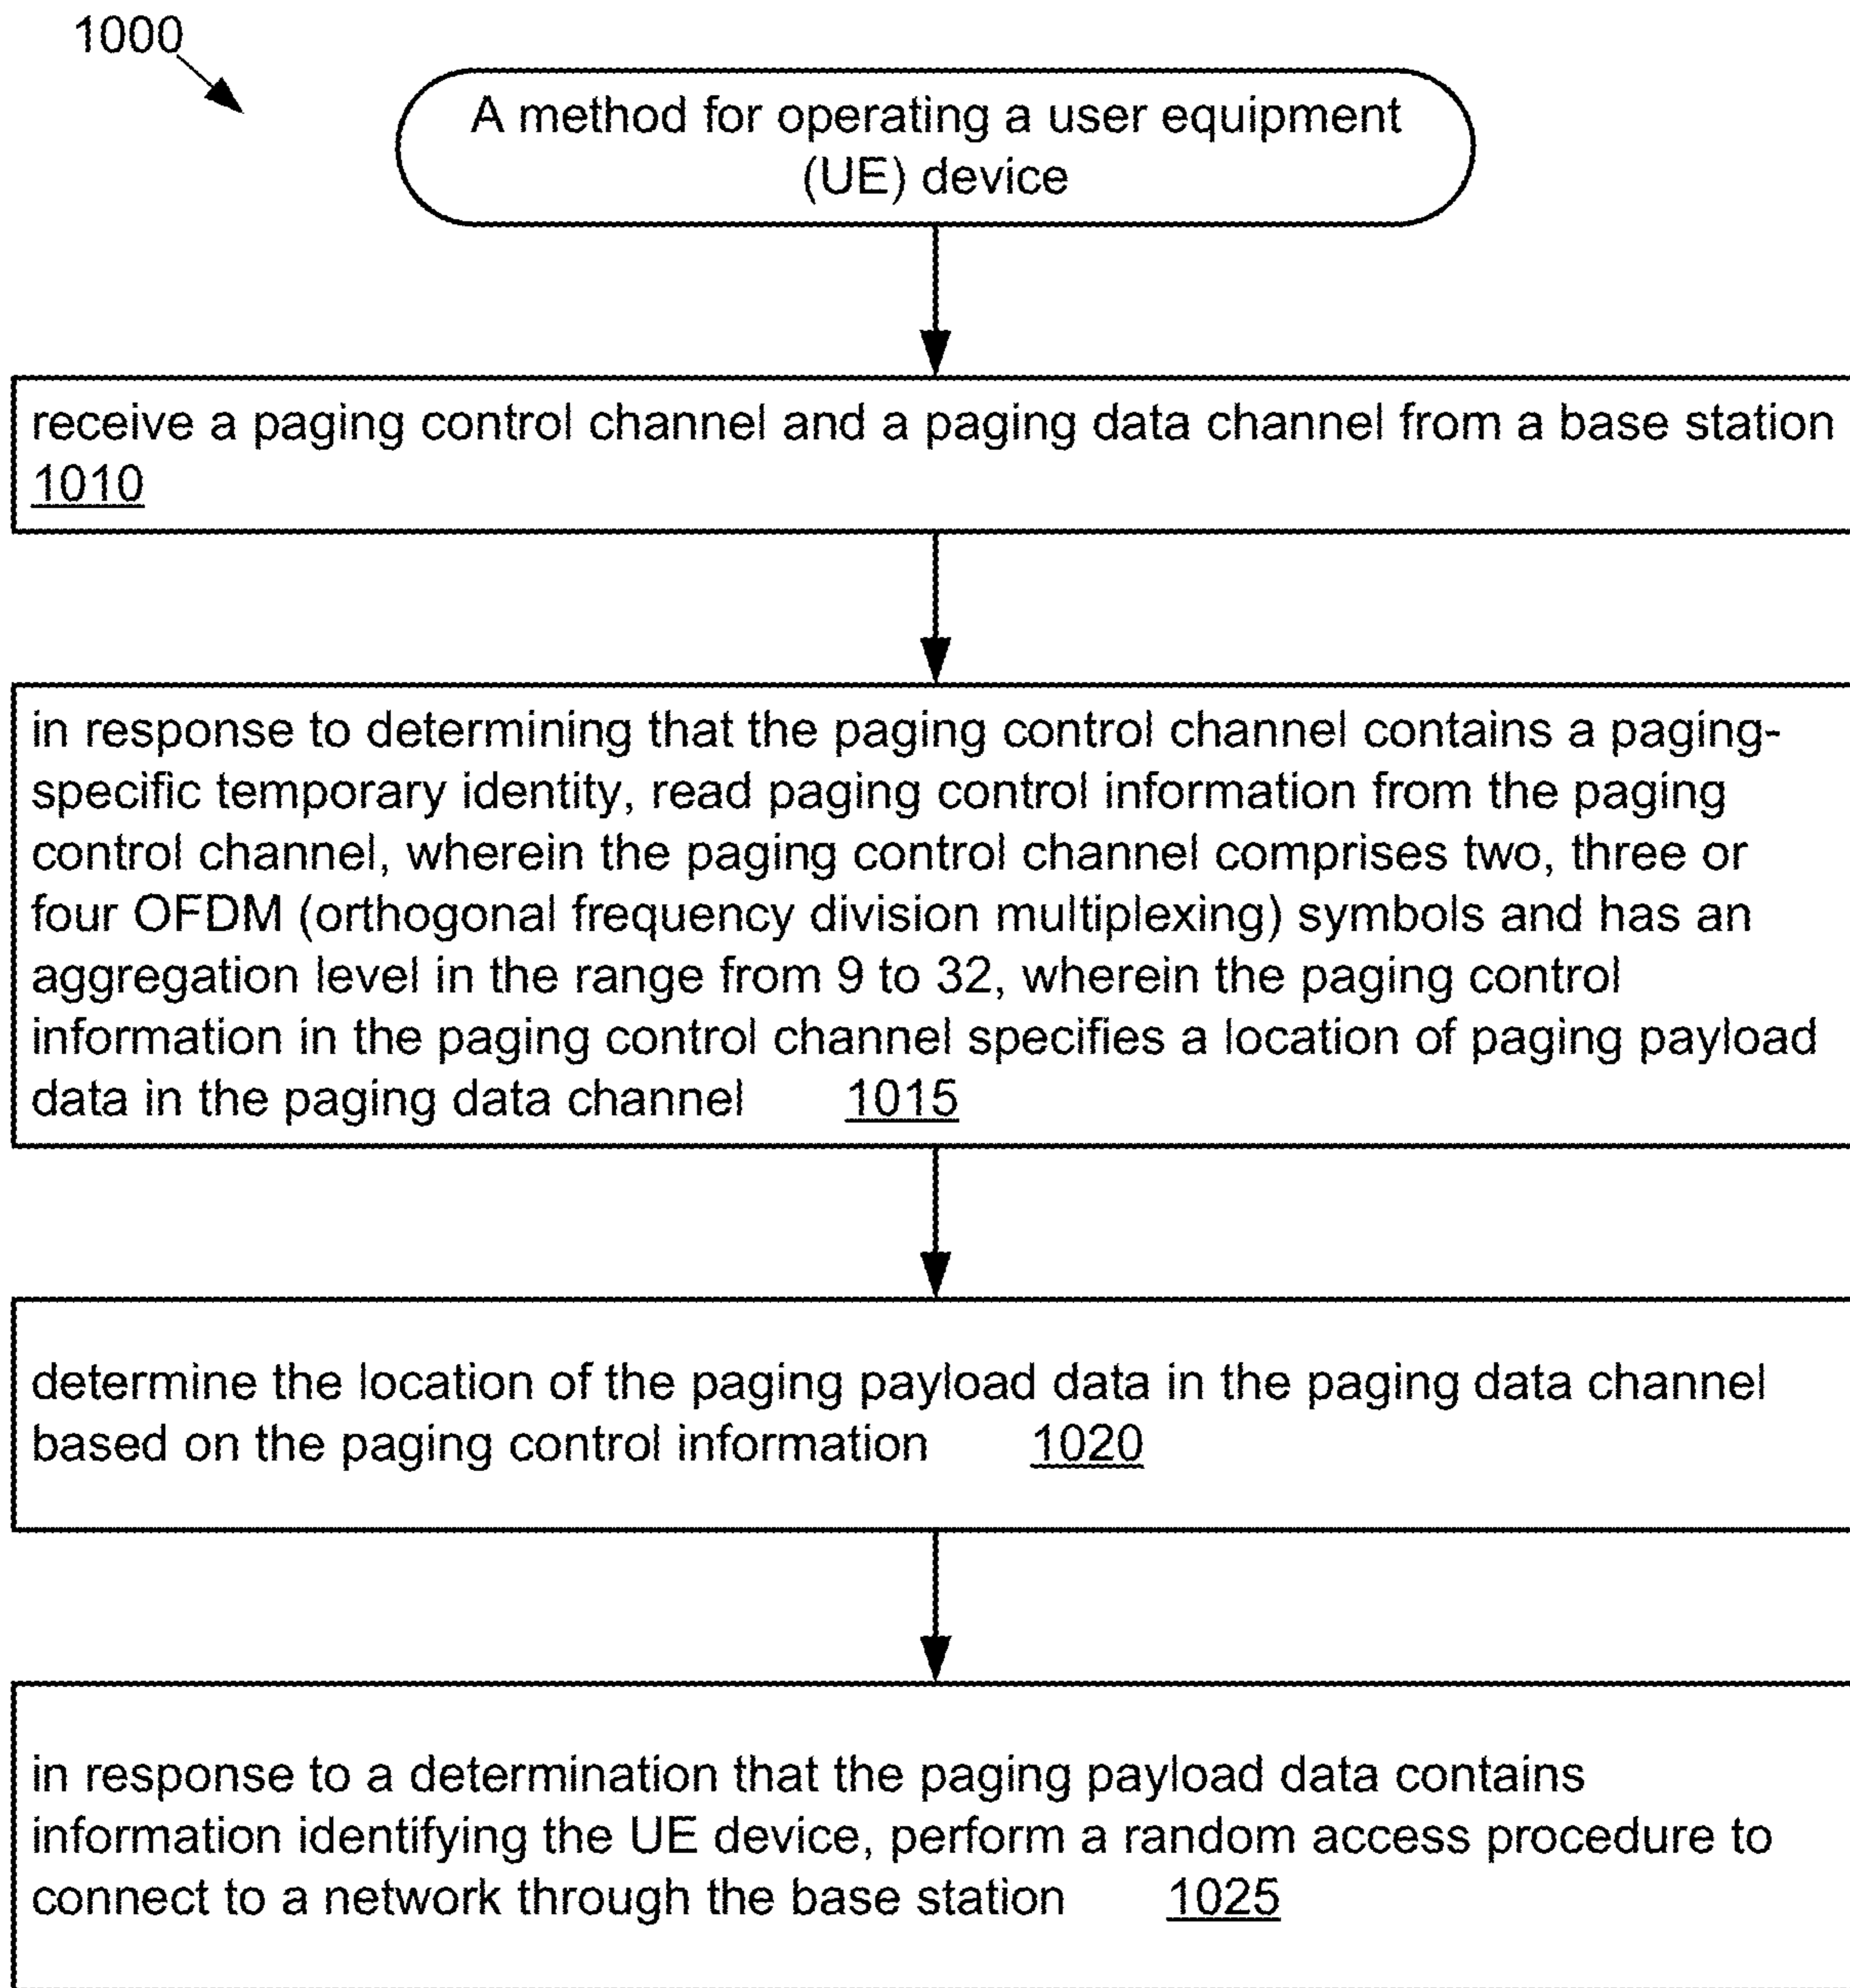 1000
A method for operating a user equipment
(UE) device
receive a paging control channel and a paging data channel from a base station
1010
in response to determining that the paging control channel contains a paging-
specific temporary identity, read paging control information from the paging
control channel, wherein the paging control channel comprises two, three or
four OFDM (orthogonal frequency division multiplexing) symbols and has an
aggregation level in the range from 9 to 32, wherein the paging control
information in the paging control channel specifies a location of paging payload
data in the paging data channel 1015
determine the location of the paging payload data in the paging data channel
based on the paging control information 1020
in response to a determination that the paging payload data contains
information identifying the UE device, perform a random access procedure to
connect to a network through the base station 1025